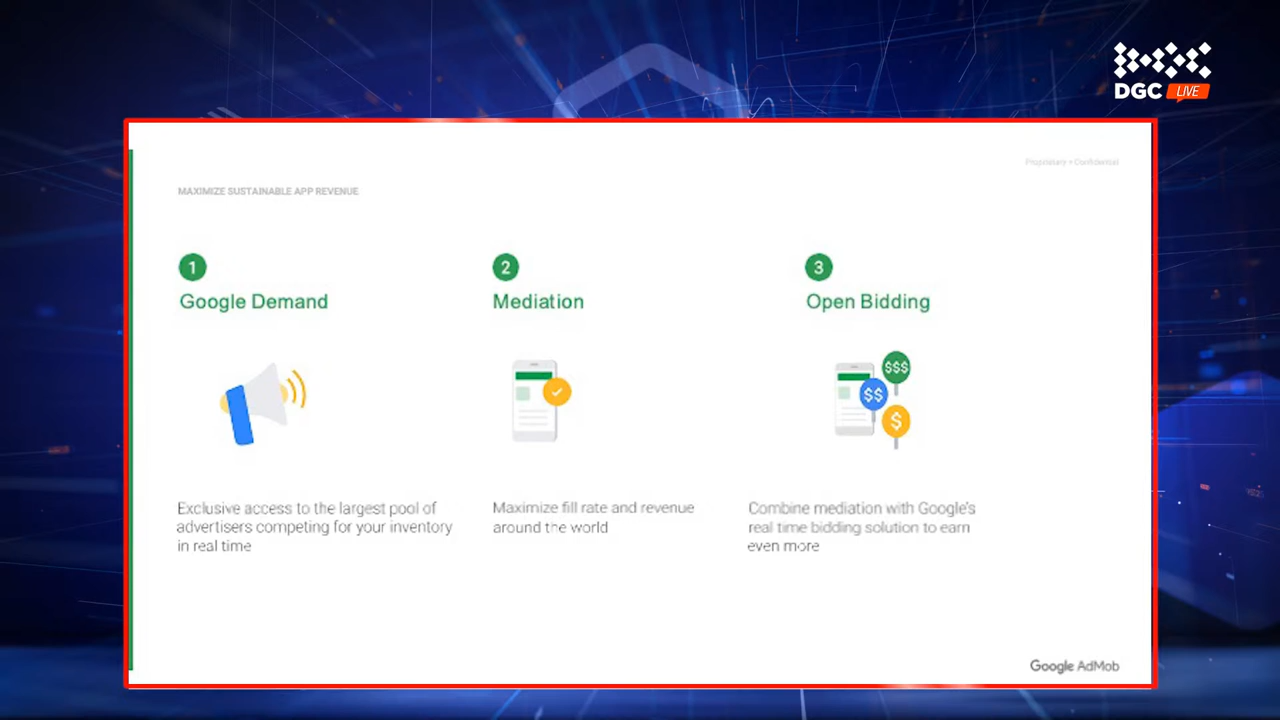 DGC LIVE
Proprietary + Confidential
MAXIMIZE SUSTAINABLE APP REVENUE
1
Google Demand
Exclusive access to the largest pool of
advertisers competing for your inventory
in real time
2
Mediation
Maximize fill rate and revenue
around the world
3
Open Bidding
$$$
$$
$
Combine mediation with Google's
real time bidding solution to earn
even more
Google AdMob